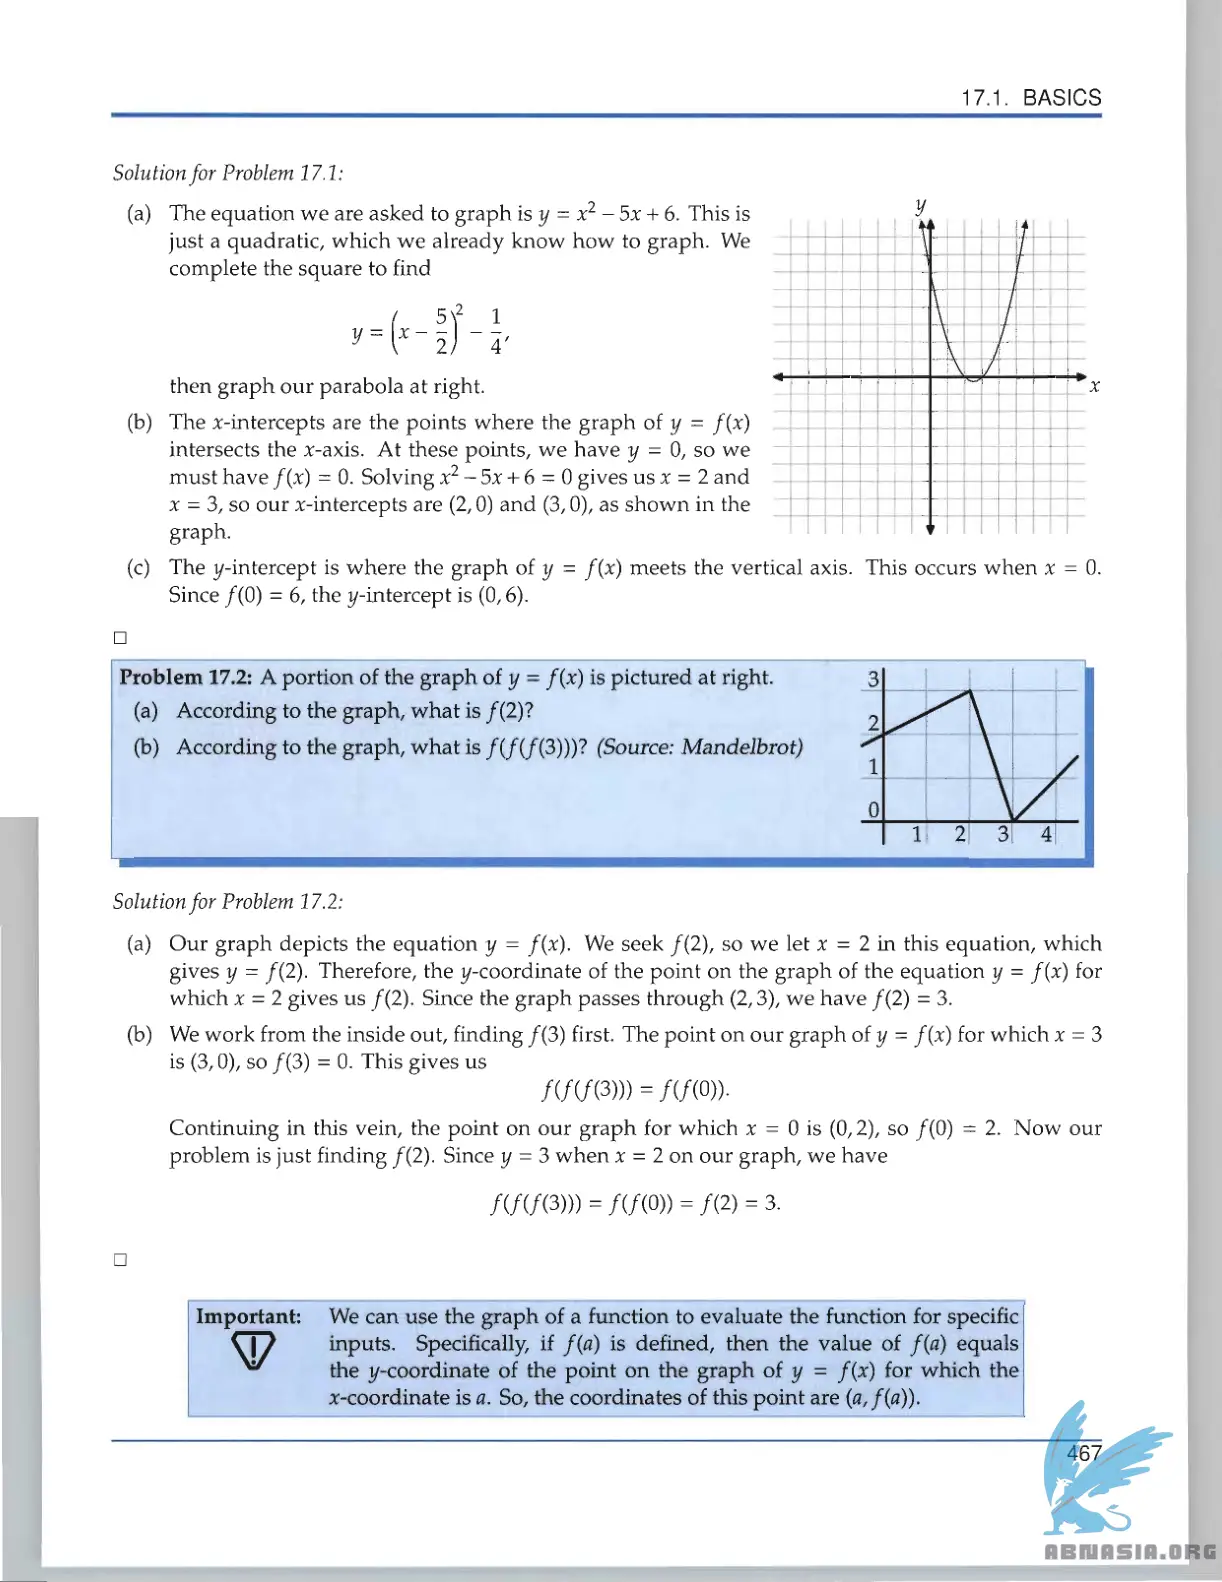 17.1. BASICS
Solution for Problem 17.1:
(a) The equation we are asked to graph is y = x² − 5x + 6. This is
just a quadratic, which we already know how to graph. We
complete the square to find
y = (x − 5/2)² − 1/4,
then graph our parabola at right.
(b) The x-intercepts are the points where the graph of y = f(x)
intersects the x-axis. At these points, we have y = 0, so we
must have f(x) = 0. Solving x² − 5x + 6 = 0 gives us x = 2 and
x = 3, so our x-intercepts are (2, 0) and (3, 0), as shown in the
graph.
y
x
(c) The y-intercept is where the graph of y = f(x) meets the vertical axis. This occurs when x = 0.
Since f(0) = 6, the y-intercept is (0, 6).
□
Problem 17.2: A portion of the graph of y = f(x) is pictured at right.
(a) According to the graph, what is f(2)?
(b) According to the graph, what is f(f(f(3)))? (Source: Mandelbrot)
3
2
1
0
1 2 3 4
Solution for Problem 17.2:
(a) Our graph depicts the equation y = f(x). We seek f(2), so we let x = 2 in this equation, which
gives y = f(2). Therefore, the y-coordinate of the point on the graph of the equation y = f(x) for
which x = 2 gives us f(2). Since the graph passes through (2, 3), we have f(2) = 3.
(b) We work from the inside out, finding f(3) first. The point on our graph of y = f(x) for which x = 3
is (3, 0), so f(3) = 0. This gives us
f(f(f(3))) = f(f(0)).
Continuing in this vein, the point on our graph for which x = 0 is (0, 2), so f(0) = 2. Now our
problem is just finding f(2). Since y = 3 when x = 2 on our graph, we have
f(f(f(3))) = f(f(0)) = f(2) = 3.
□
Important: We can use the graph of a function to evaluate the function for specific
inputs. Specifically, if f(a) is defined, then the value of f(a) equals
the y-coordinate of the point on the graph of y = f(x) for which the
x-coordinate is a. So, the coordinates of this point are (a, f(a)).
467
ABNASIA.ORG